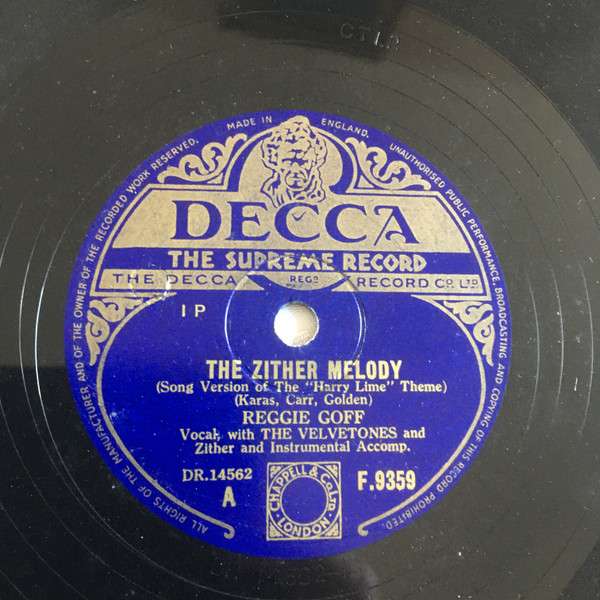 MADE IN ENGLAND.
ALL RIGHTS OF THE MANUFACTURER AND OF THE OWNER OF THE RECORDED WORK RESERVED.
UNAUTHORISED PUBLIC PERFORMANCE, BROADCASTING AND COPYING OF THIS RECORD PROHIBITED.
DECCA
THE SUPREME RECORD
THE DECCA REGD RECORD CO. LTD
1 P
THE ZITHER MELODY
(Song Version of The "Harry Lime" Theme)
(Karas, Carr, Golden)
REGGIE GOFF
Vocal, with THE VELVETONES and
Zither and Instrumental Accomp.
DR.14562
A
CHAPPELL & Co. LTD
LONDON
F.9359